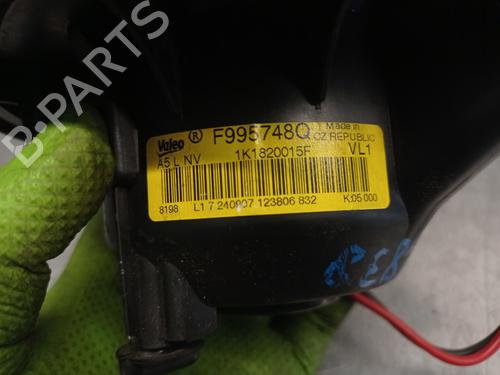 B-PARTS
Valeo ® F995748Q Made in
CZ REPUBLIC
A5 L NV 1K1820015F VL1
8198 L1 7 240907 123806 832 K:05 000